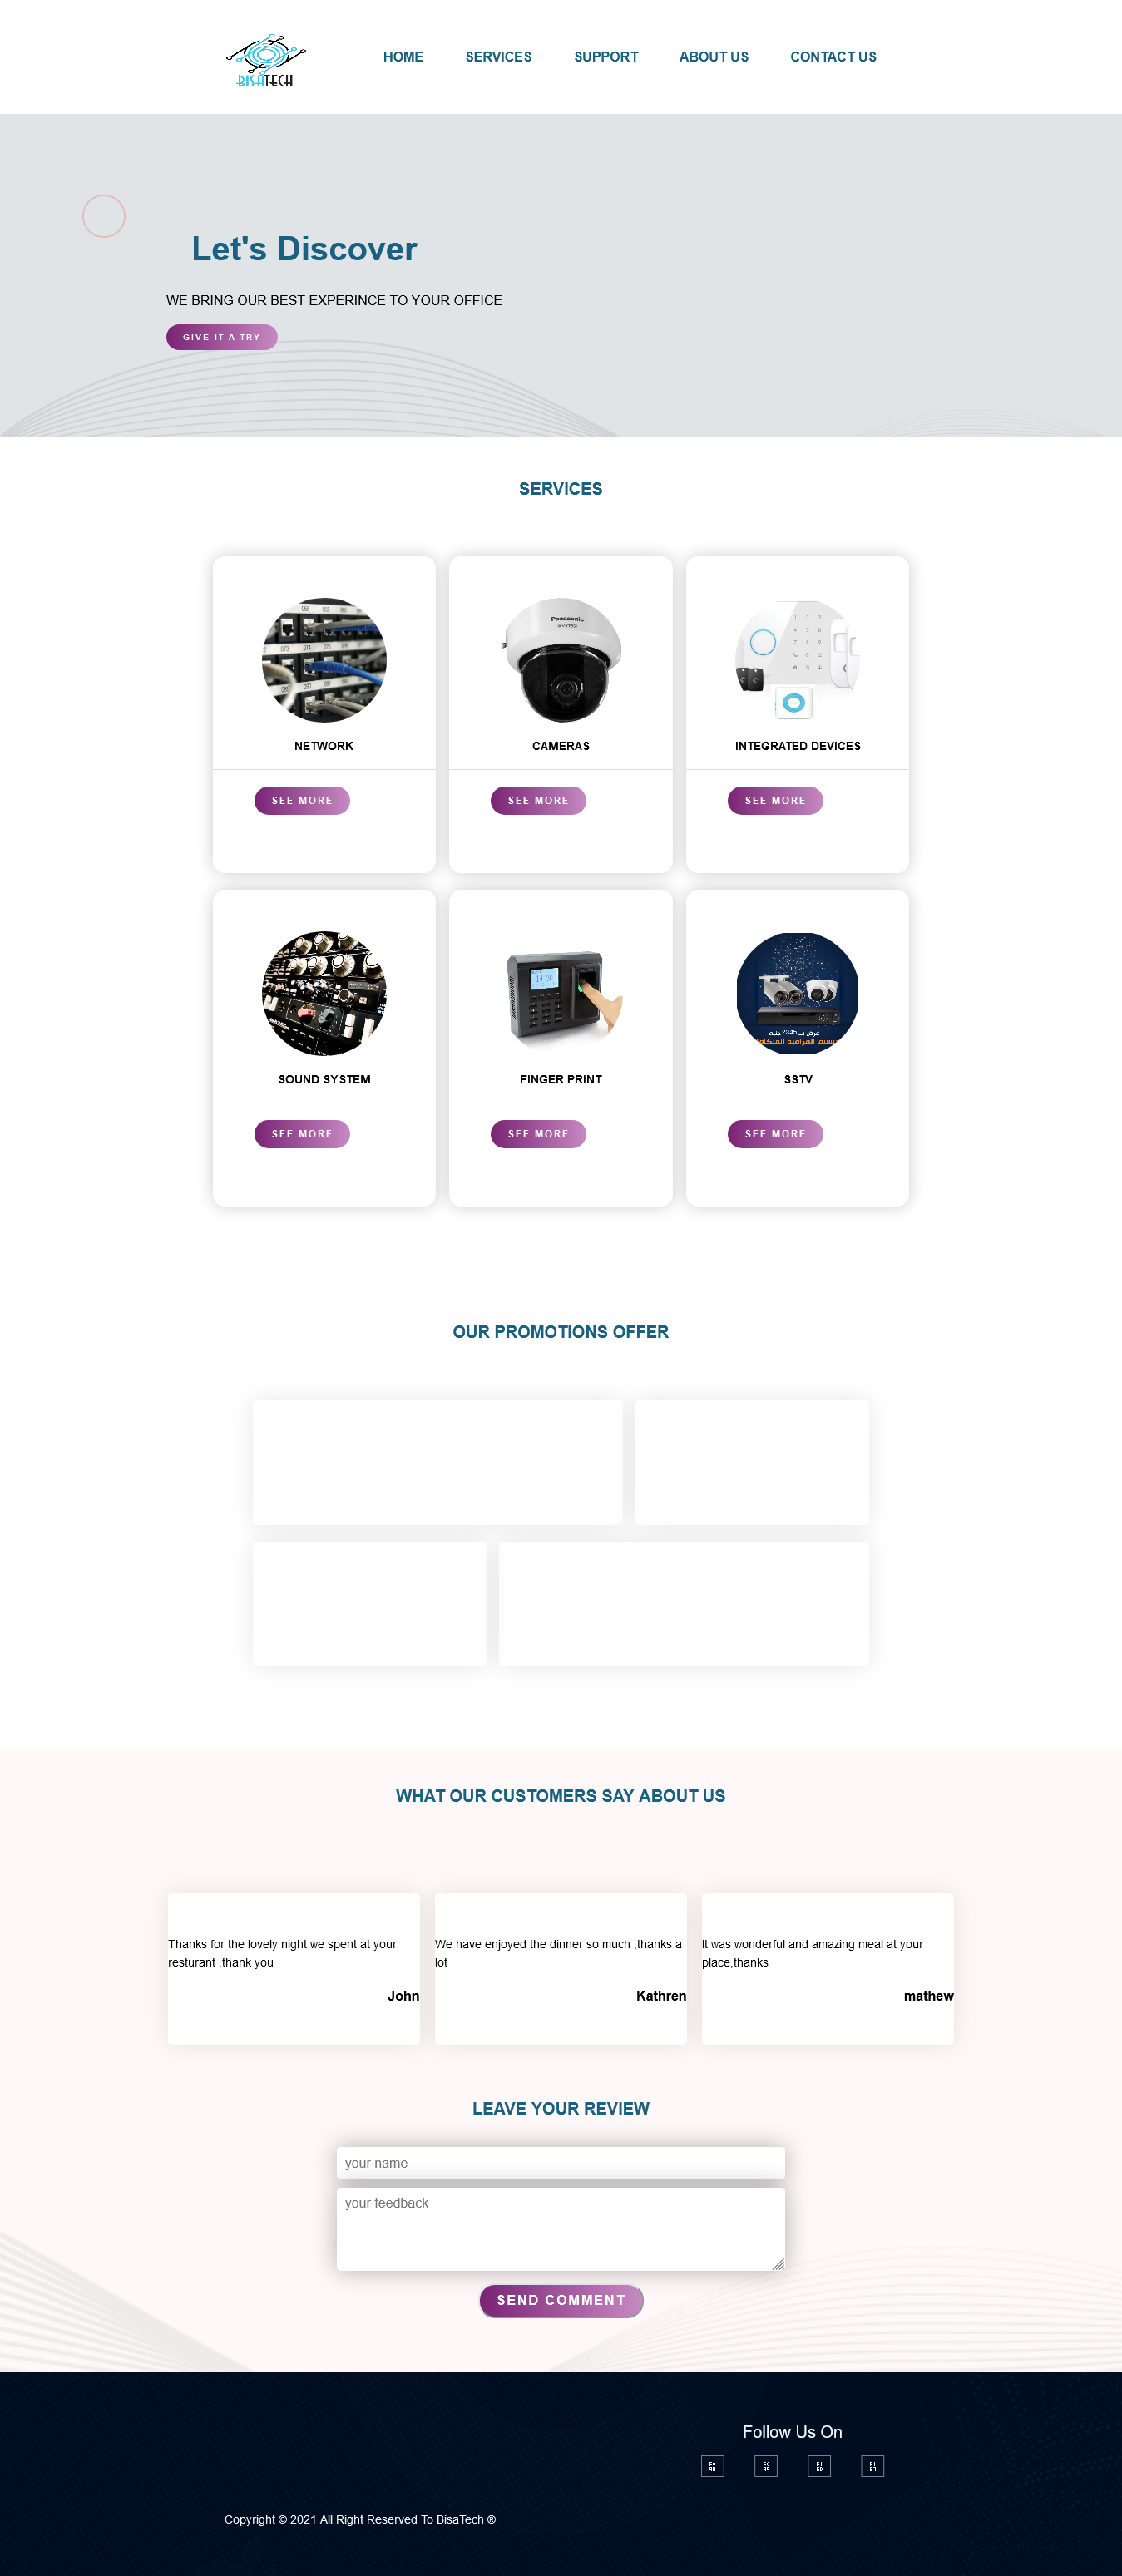 BISATECH
HOME
SERVICES
SUPPORT
ABOUT US
CONTACT US
Let's Discover
WE BRING OUR BEST EXPERINCE TO YOUR OFFICE
GIVE IT A TRY
SERVICES
Panasonic
NETWORK
CAMERAS
INTEGRATED DEVICES
SEE MORE
SEE MORE
SEE MORE
SOUND SYSTEM
FINGER PRINT
SSTV
SEE MORE
SEE MORE
SEE MORE
OUR PROMOTIONS OFFER
WHAT OUR CUSTOMERS SAY ABOUT US
Thanks for the lovely night we spent at your
resturant .thank you
John
We have enjoyed the dinner so much ,thanks a
lot
Kathren
It was wonderful and amazing meal at your
place,thanks
mathew
LEAVE YOUR REVIEW
your name
your feedback
SEND COMMENT
Follow Us On
Copyright © 2021 All Right Reserved To BisaTech ®